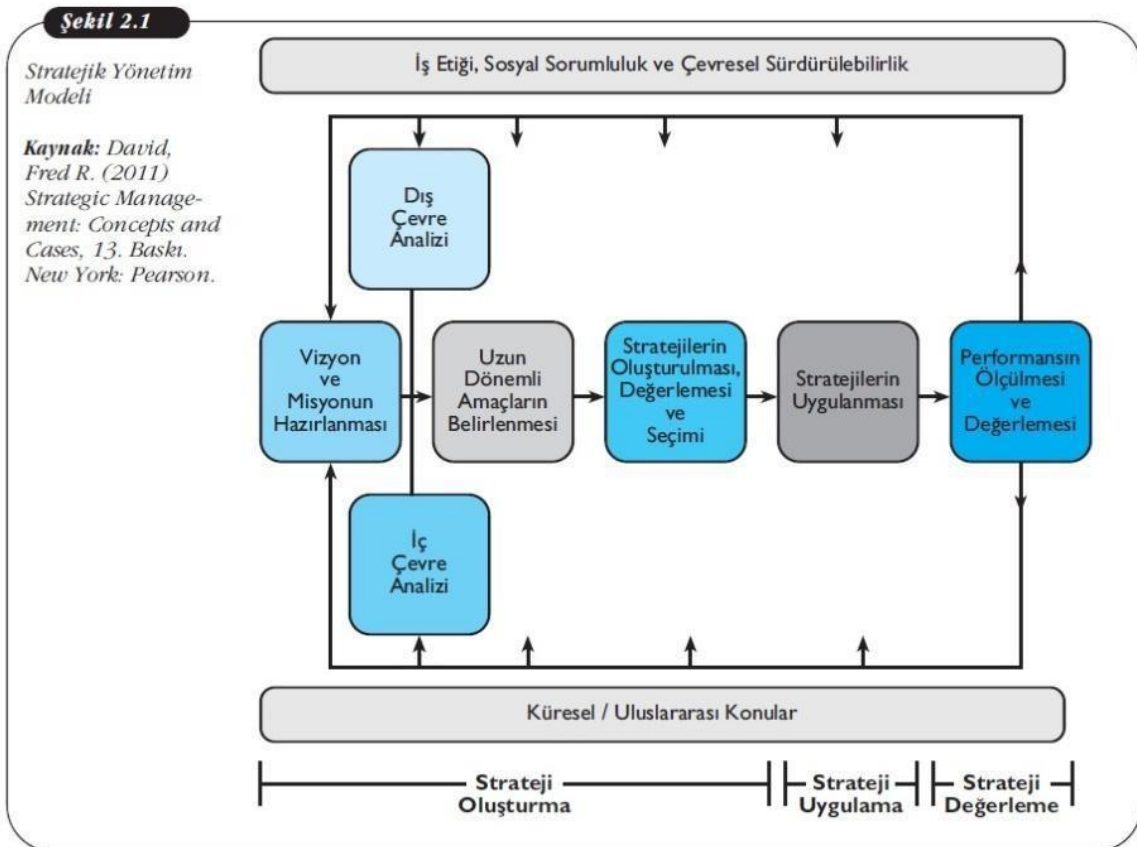 Şekil 2.1
Stratejik Yönetim
Modeli
Kaynak: David,
Fred R. (2011)
Strategic Manage-
ment: Concepts and
Cases, 13. Baskı.
New York: Pearson.
İş Etiği, Sosyal Sorumluluk ve Çevresel Sürdürülebilirlik
Dış
Çevre
Analizi
Vizyon
ve
Misyonun
Hazırlanması
Uzun
Dönemli
Amaçların
Belirlenmesi
Stratejilerin
Oluşturulması,
Değerlemesi
ve
Seçimi
Stratejilerin
Uygulanması
Performansın
Ölçülmesi
ve
Değerlemesi
İç
Çevre
Analizi
Küresel / Uluslararası Konular
Strateji
Oluşturma
Strateji
Uygulama
Strateji
Değerleme